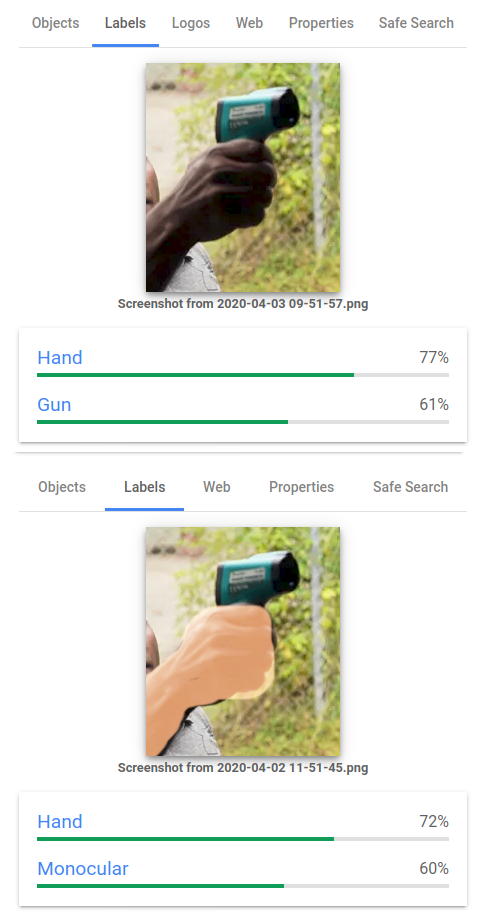 Objects Labels Logos Web Properties Safe Search
Screenshot from 2020-04-03 09-51-57.png
Hand 77%
Gun 61%
Objects Labels Web Properties Safe Search
Screenshot from 2020-04-02 11-51-45.png
Hand 72%
Monocular 60%